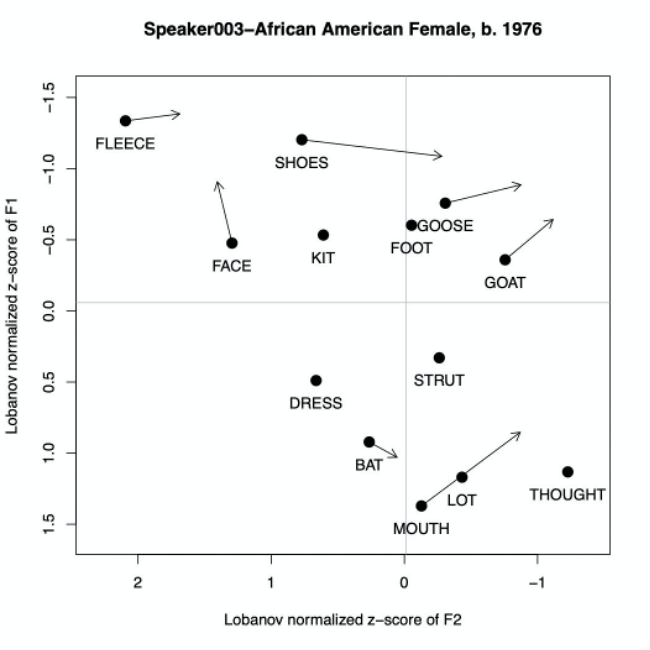 Speaker003−African American Female, b. 1976
−1.5
FLEECE
SHOES
−1.0
GOOSE
FOOT
−0.5
FACE
KIT
GOAT
0.0
STRUT
0.5
DRESS
1.0
BAT
LOT
THOUGHT
1.5
MOUTH
2
1
0
−1
Lobanov normalized z−score of F1
Lobanov normalized z−score of F2